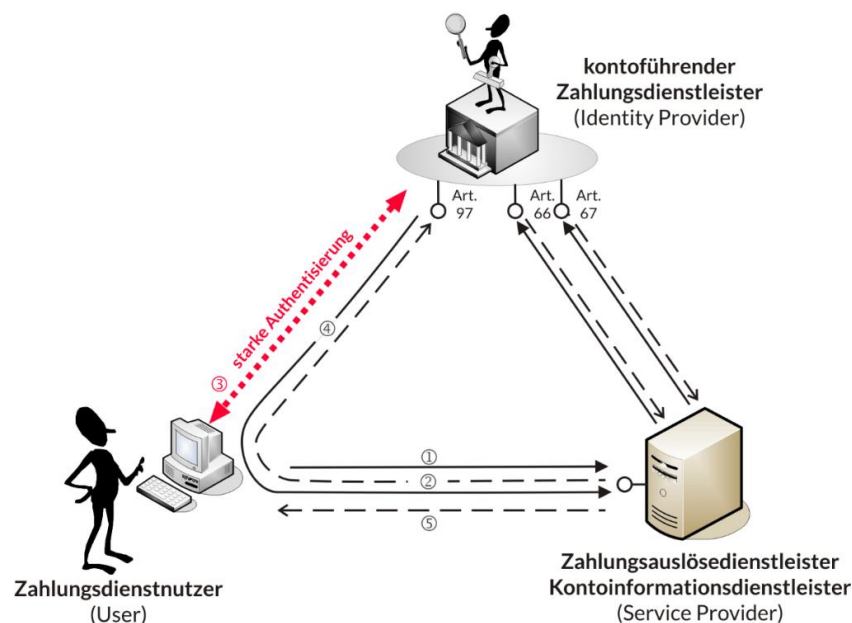 kontoführender
Zahlungsdienstleister
(Identity Provider)
Art. 97
Art. 66
Art. 67
starke Authentisierung
③
④
①
②
⑤
Zahlungsdienstnutzer
(User)
Zahlungsauslösedienstleister
Kontoinformationsdienstleister
(Service Provider)